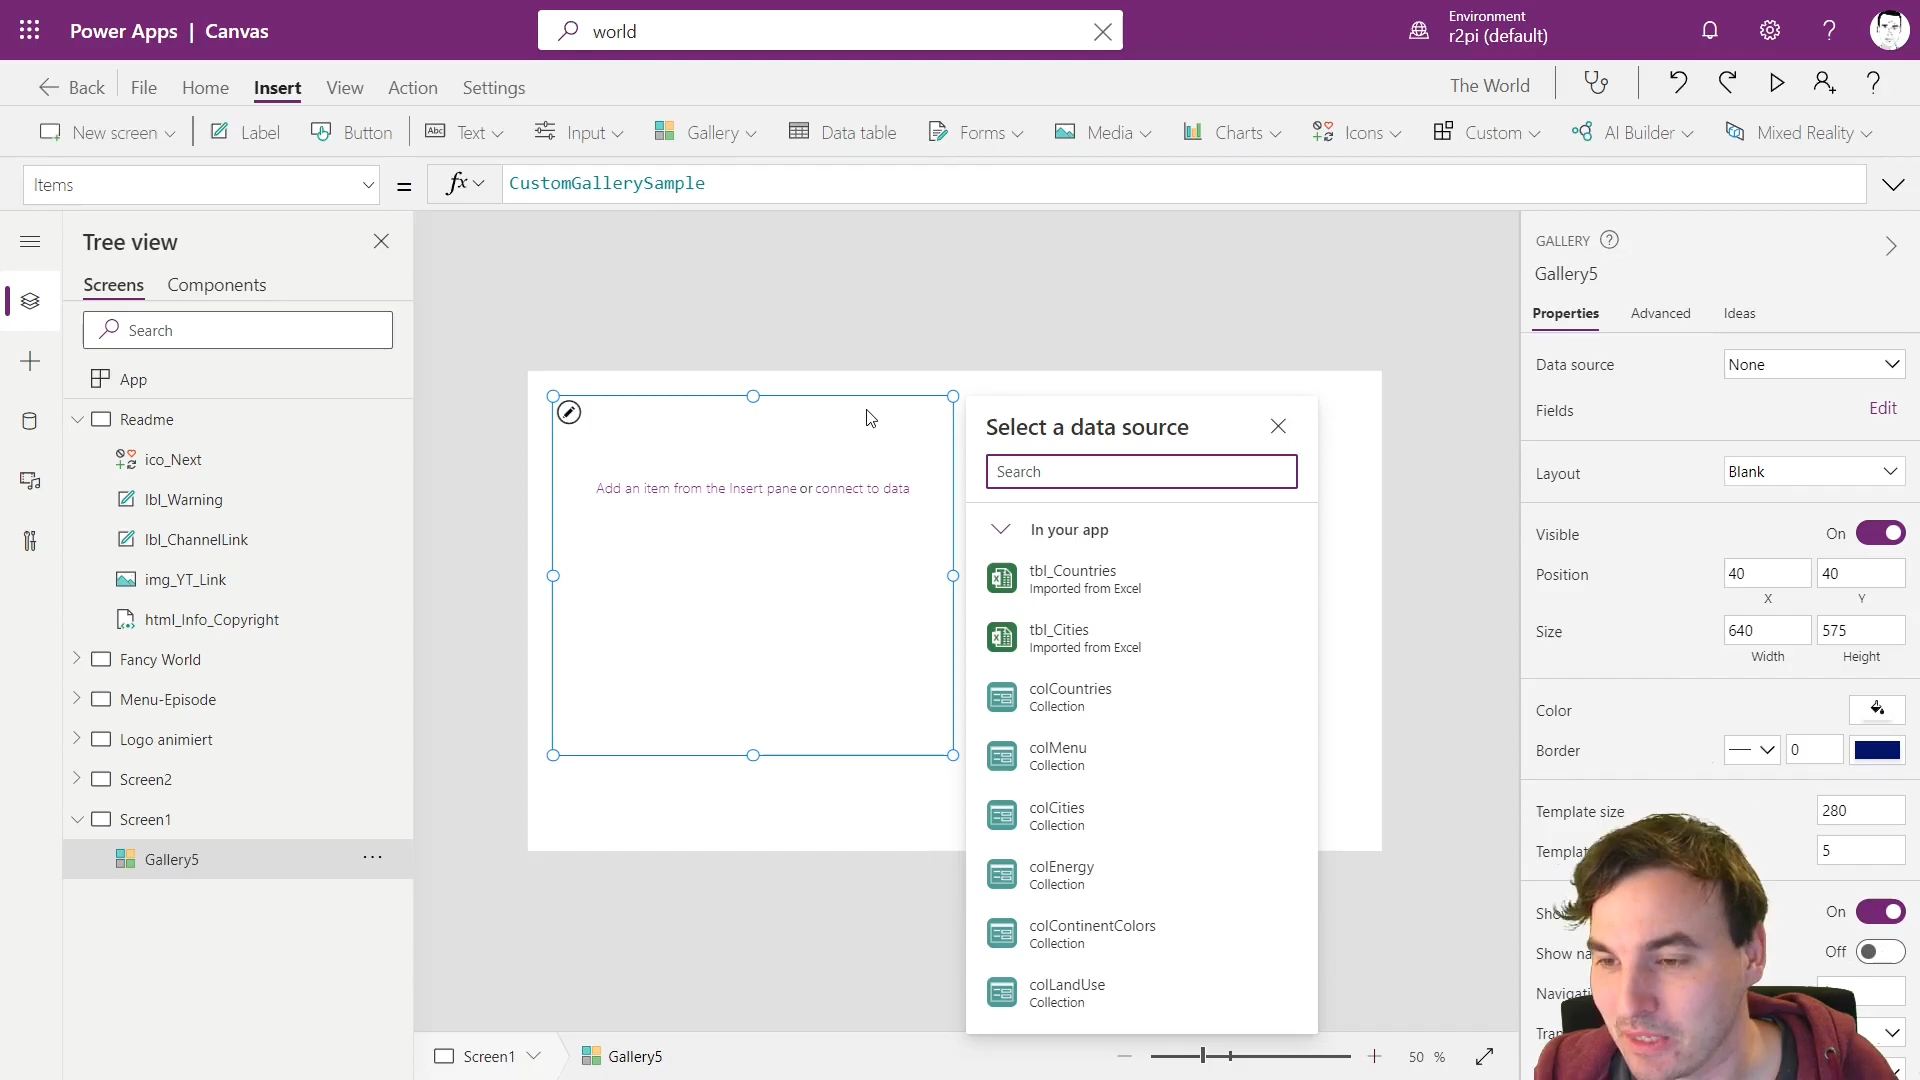 Power Apps | Canvas
world
Environment
r2pi (default)
Back
File
Home
Insert
View
Action
Settings
The World
New screen
Label
Button
Abc
Text
Input
Gallery
Data table
Forms
Media
Charts
Icons
Custom
AI Builder
Mixed Reality
Items
=
fx
CustomGallerySample
Tree view
Screens
Components
Search
App
Readme
ico_Next
lbl_Warning
lbl_ChannelLink
img_YT_Link
html_Info_Copyright
Fancy World
Menu-Episode
Logo animiert
Screen2
Screen1
Gallery5
Add an item from the Insert pane or connect to data
Select a data source
Search
In your app
tbl_Countries
Imported from Excel
tbl_Cities
Imported from Excel
colCountries
Collection
colMenu
Collection
colCities
Collection
colEnergy
Collection
colContinentColors
Collection
colLandUse
Collection
GALLERY
Gallery5
Properties
Advanced
Ideas
Data source
None
Fields
Edit
Layout
Blank
Visible
On
Position
40
40
X
Y
Size
640
575
Width
Height
Color
Border
0
Template size
280
5
On
Show
Off
Screen1
Gallery5
50 %